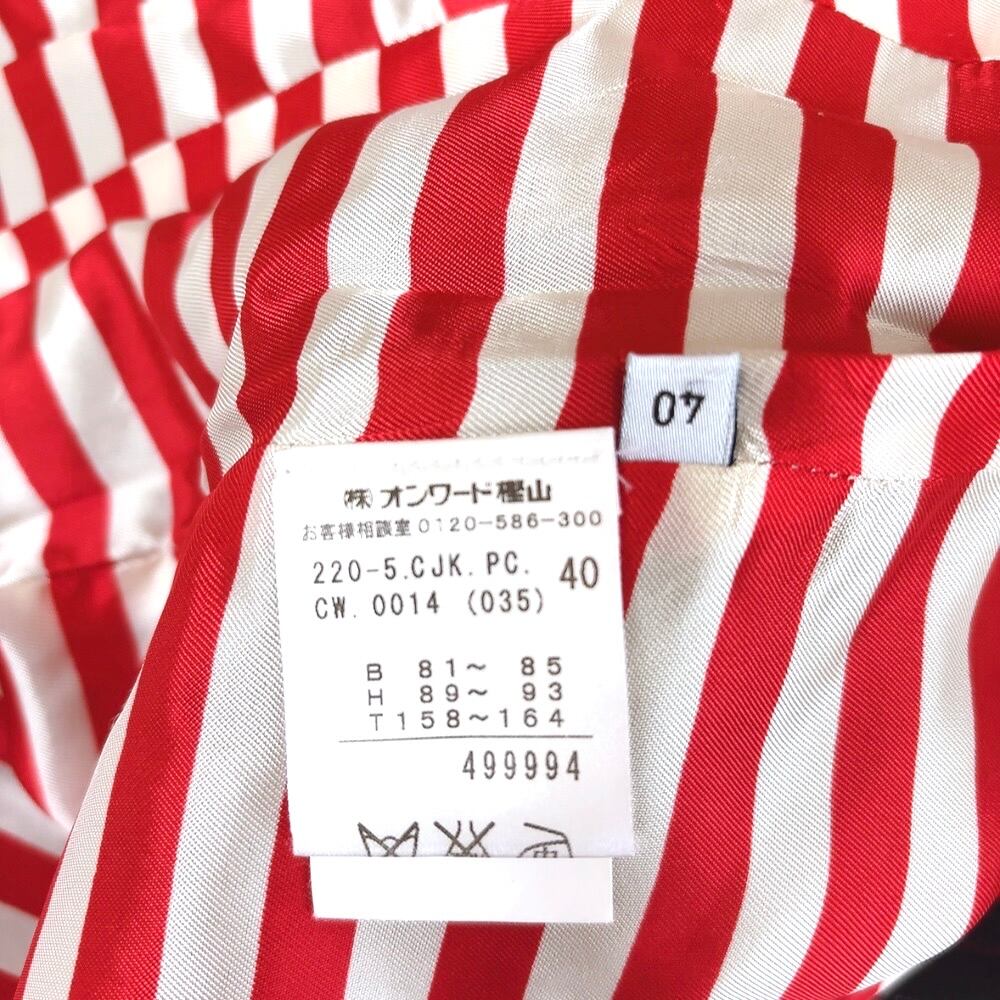 40
㈱オンワード樫山
お客様相談室 0120-586-300
220-5.CJK.PC. 40
CW.0014 (035)
B 81～ 85
H 89～ 93
T158～164
499994